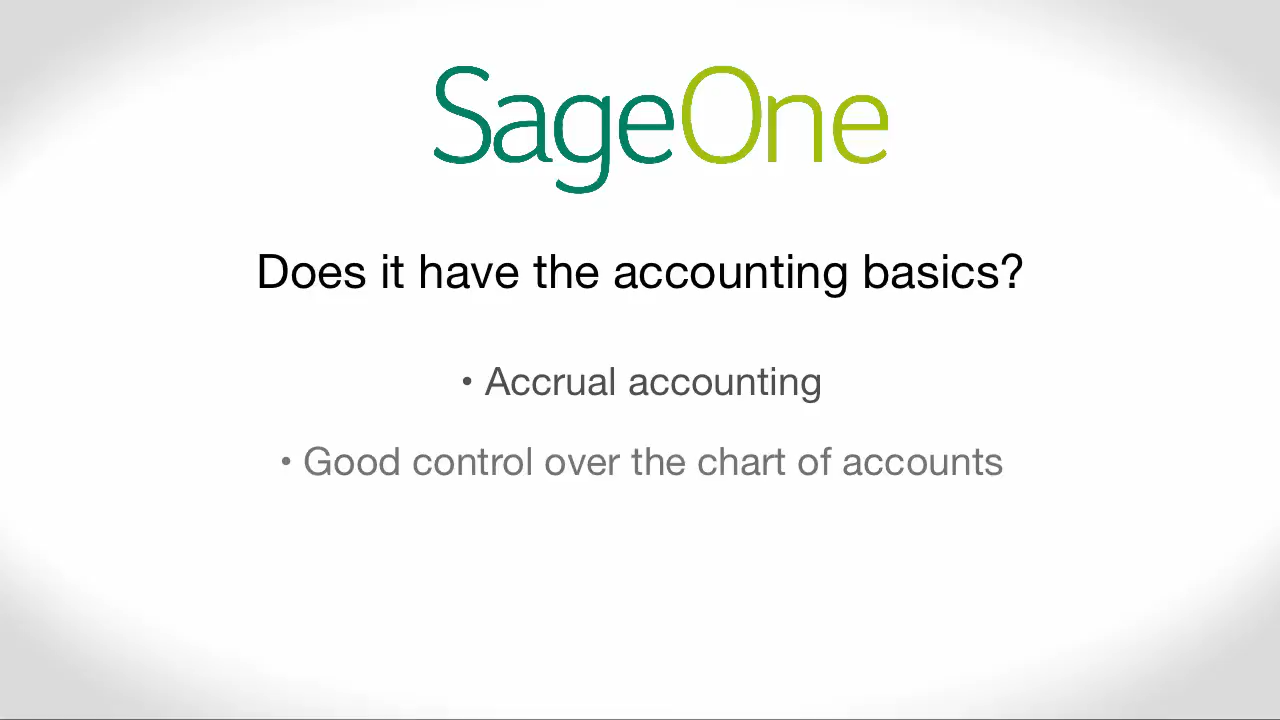 SageOne
Does it have the accounting basics?
• Accrual accounting
• Good control over the chart of accounts